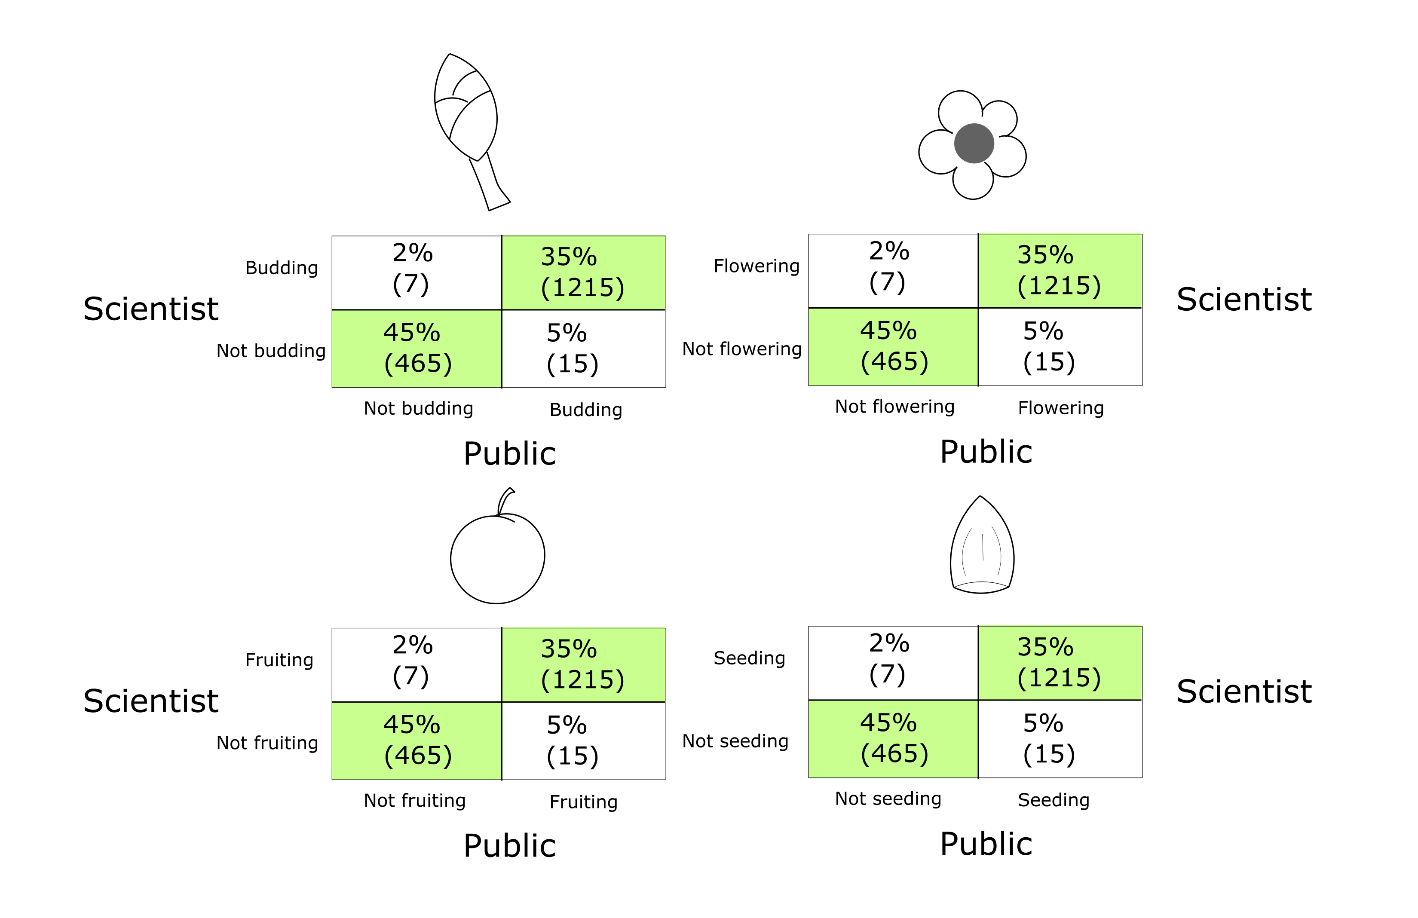 2%
(7)
35%
(1215)
Budding
Scientist
Not budding
45%
(465)
5%
(15)
Not budding
Budding
Public
2%
(7)
35%
(1215)
Flowering
Scientist
Not flowering
45%
(465)
5%
(15)
Not flowering
Flowering
Public
2%
(7)
35%
(1215)
Fruiting
Scientist
Not fruiting
45%
(465)
5%
(15)
Not fruiting
Fruiting
Public
2%
(7)
35%
(1215)
Seeding
Scientist
Not seeding
45%
(465)
5%
(15)
Not seeding
Seeding
Public